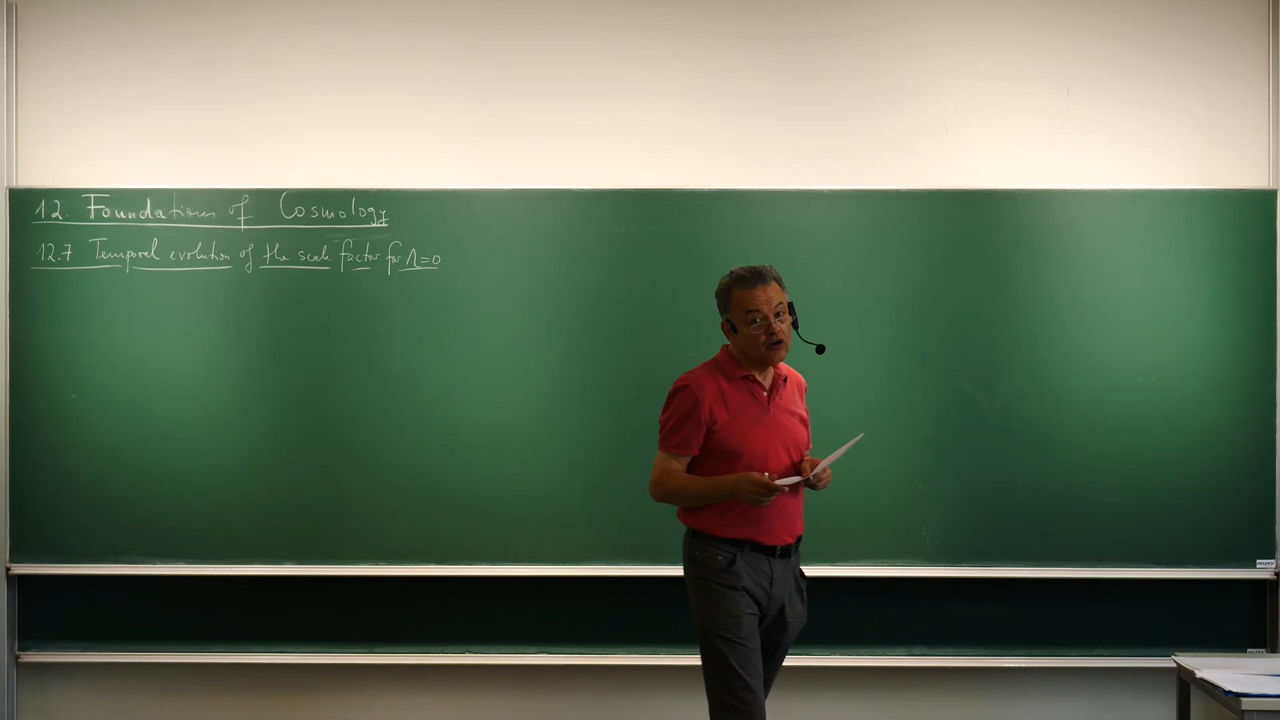 12. Foundations of Cosmology
12.7 Temporal evolution of the scale factor for Λ=0